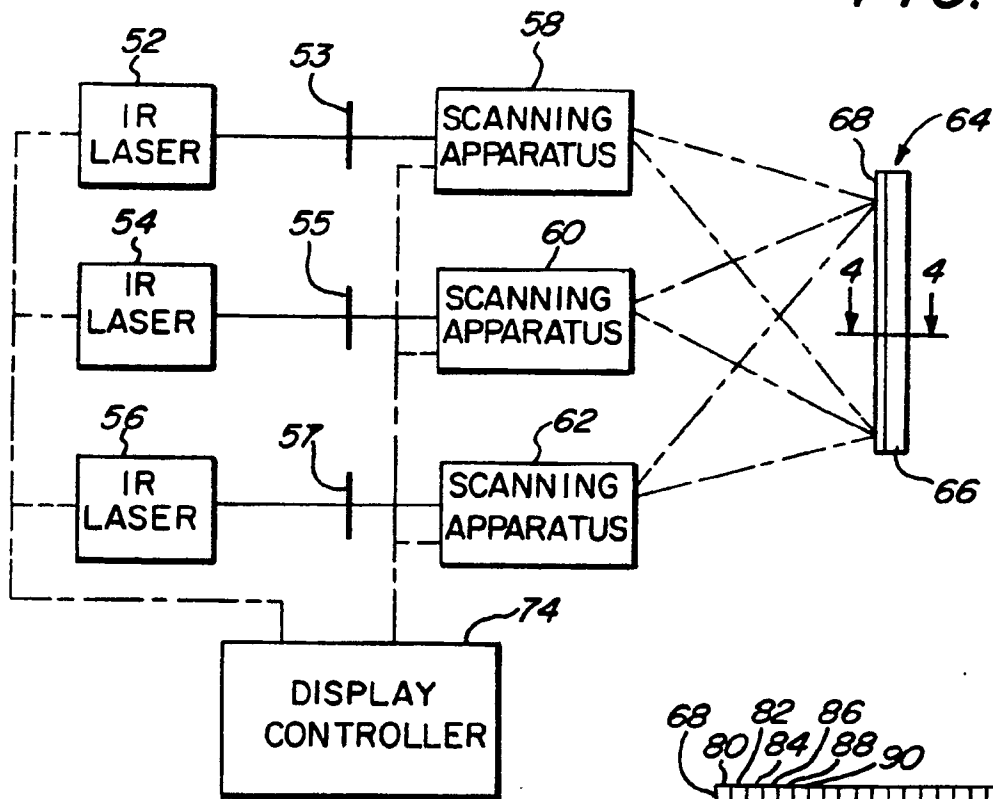 FIG.
52
53
58
IR
LASER
SCANNING
APPARATUS
68
64
54
55
60
IR
LASER
SCANNING
APPARATUS
4 4
56
57
62
IR
LASER
SCANNING
APPARATUS
66
74
DISPLAY
CONTROLLER
68
80
82
84
86
88
90